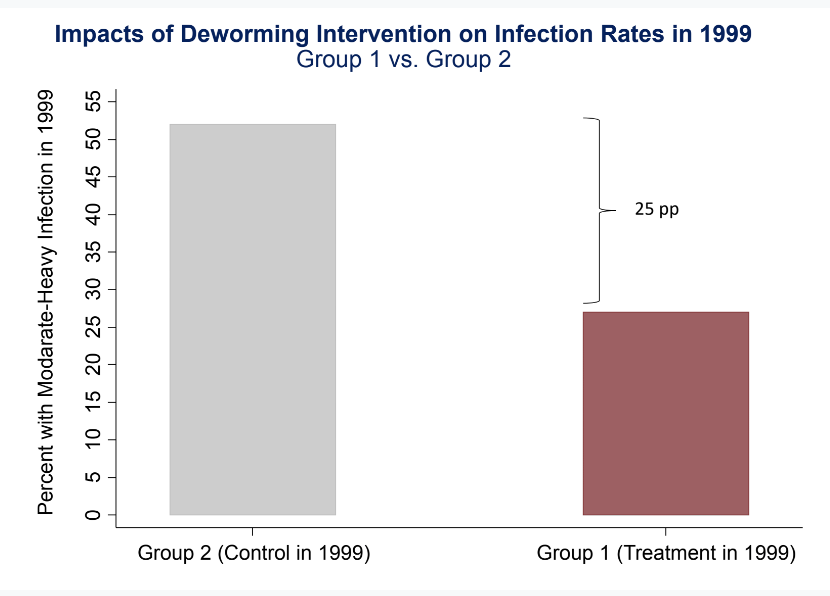 Impacts of Deworming Intervention on Infection Rates in 1999
Group 1 vs. Group 2
Percent with Modarate-Heavy Infection in 1999
55
50
45
40
35
30
25
20
15
10
5
0
25 pp
Group 2 (Control in 1999)
Group 1 (Treatment in 1999)